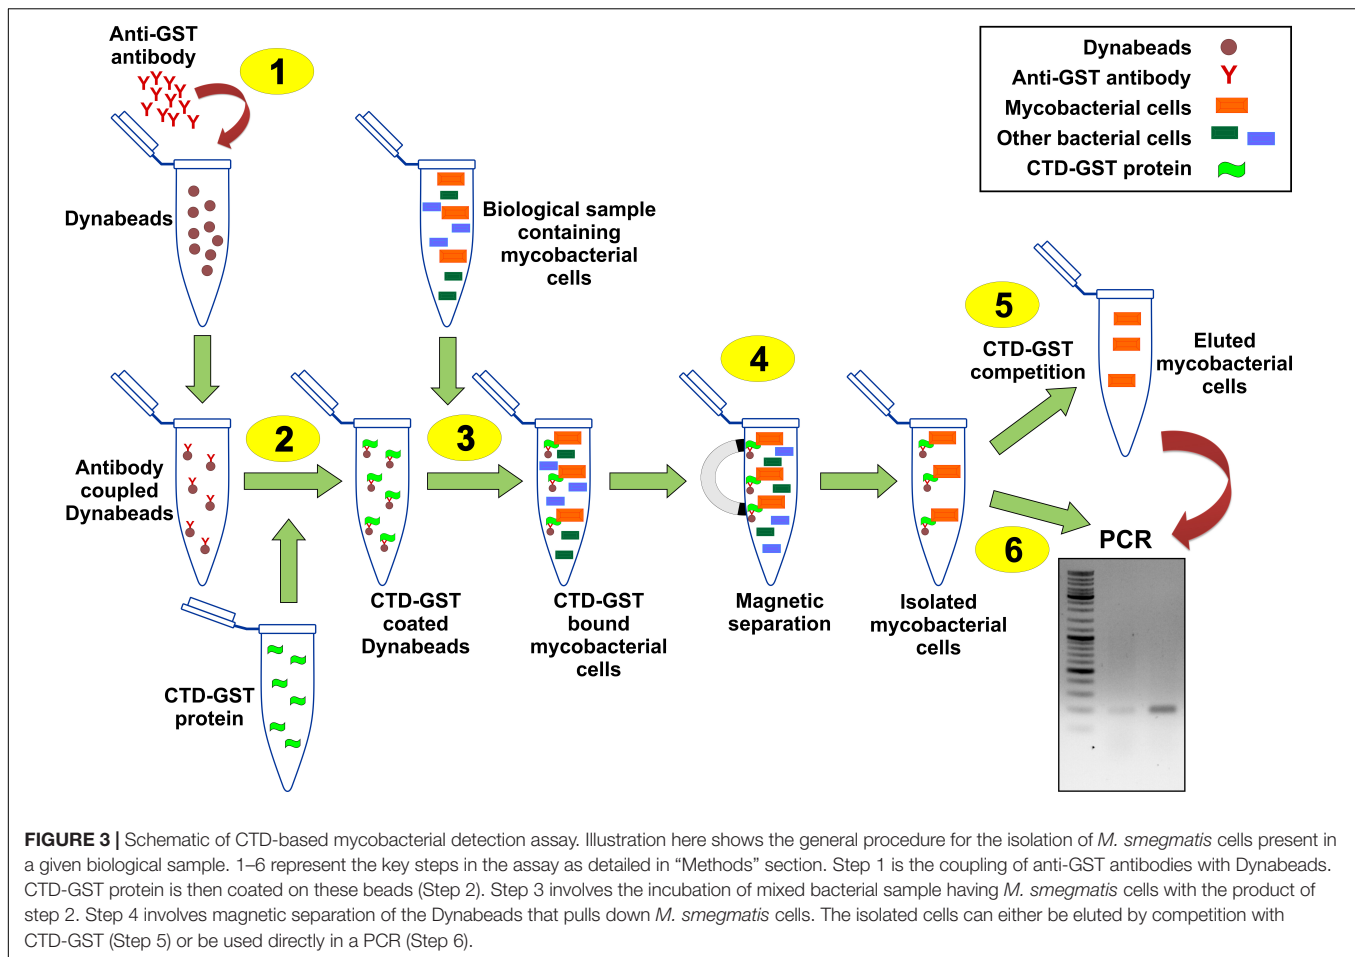 Anti-GST
antibody
1
Dynabeads
Anti-GST antibody
Mycobacterial cells
Other bacterial cells
CTD-GST protein
Dynabeads
Biological sample
containing
mycobacterial
cells
5
CTD-GST
competition
Eluted
mycobacterial
cells
4
2
3
Antibody
coupled
Dynabeads
6
PCR
CTD-GST
coated
Dynabeads
CTD-GST
bound
mycobacterial
cells
Magnetic
separation
Isolated
mycobacterial
cells
CTD-GST
protein
FIGURE 3 | Schematic of CTD-based mycobacterial detection assay. Illustration here shows the general procedure for the isolation of M. smegmatis cells present in
a given biological sample. 1–6 represent the key steps in the assay as detailed in “Methods” section. Step 1 is the coupling of anti-GST antibodies with Dynabeads.
CTD-GST protein is then coated on these beads (Step 2). Step 3 involves the incubation of mixed bacterial sample having M. smegmatis cells with the product of
step 2. Step 4 involves magnetic separation of the Dynabeads that pulls down M. smegmatis cells. The isolated cells can either be eluted by competition with
CTD-GST (Step 5) or be used directly in a PCR (Step 6).